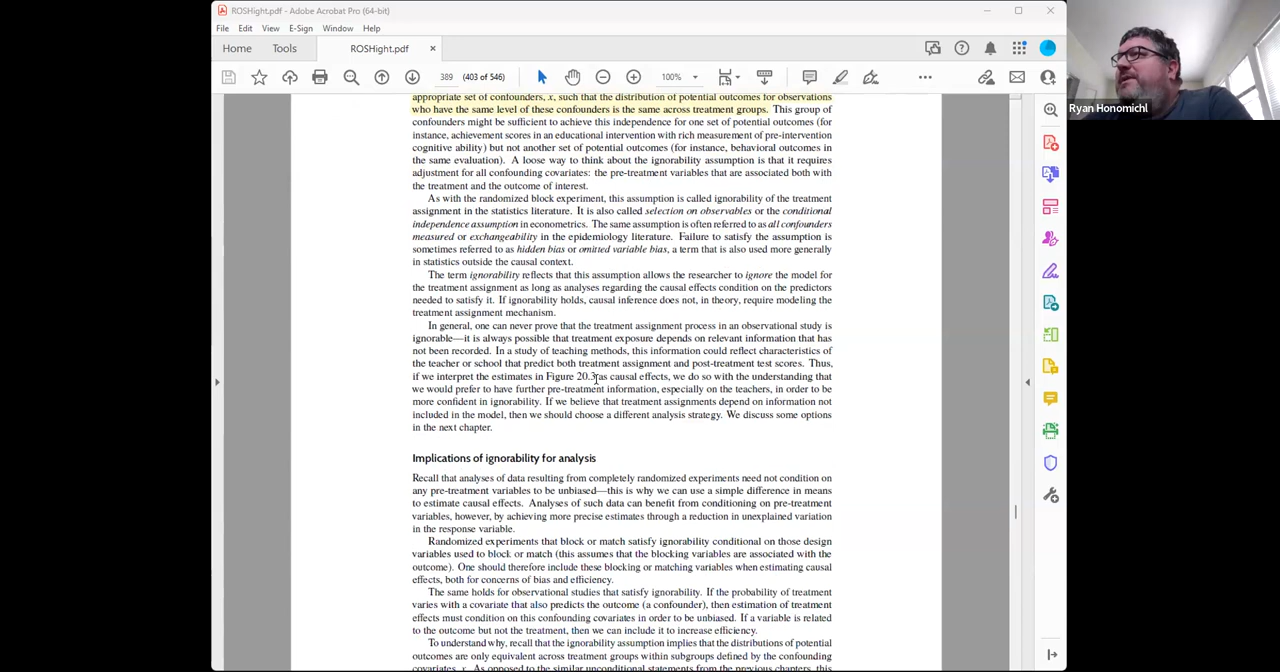 ROSHight.pdf - Adobe Acrobat Pro (64-bit)
File Edit View E-Sign Window Help
Home Tools ROSHight.pdf ×
389 (403 of 546) 100%
Ryan Honomichl
appropriate set of confounders, x, such that the distribution of potential outcomes for observations
who have the same level of these confounders is the same across treatment groups. This group of
confounders might be sufficient to achieve this independence for one set of potential outcomes (for
instance, achievement scores in an educational intervention with rich measurement of pre-intervention
cognitive ability) but not another set of potential outcomes (for instance, behavioral outcomes in
the same evaluation). A loose way to think about the ignorability assumption is that it requires
adjustment for all confounding covariates: the pre-treatment variables that are associated both with
the treatment and the outcome of interest.
As with the randomized block experiment, this assumption is called ignorability of the treatment
assignment in the statistics literature. It is also called selection on observables or the conditional
independence assumption in econometrics. The same assumption is often referred to as all confounders
measured or exchangeability in the epidemiology literature. Failure to satisfy the assumption is
sometimes referred to as hidden bias or omitted variable bias, a term that is also used more generally
in statistics outside the causal context.
The term ignorability reflects that this assumption allows the researcher to ignore the model for
the treatment assignment as long as analyses regarding the causal effects condition on the predictors
needed to satisfy it. If ignorability holds, causal inference does not, in theory, require modeling the
treatment assignment mechanism.
In general, one can never prove that the treatment assignment process in an observational study is
ignorable—it is always possible that treatment exposure depends on relevant information that has
not been recorded. In a study of teaching methods, this information could reflect characteristics of
the teacher or school that predict both treatment assignment and post-treatment test scores. Thus,
if we interpret the estimates in Figure 20.3 as causal effects, we do so with the understanding that
we would prefer to have further pre-treatment information, especially on the teachers, in order to be
more confident in ignorability. If we believe that treatment assignments depend on information not
included in the model, then we should choose a different analysis strategy. We discuss some options
in the next chapter.
Implications of ignorability for analysis
Recall that analyses of data resulting from completely randomized experiments need not condition on
any pre-treatment variables to be unbiased—this is why we can use a simple difference in means
to estimate causal effects. Analyses of such data can benefit from conditioning on pre-treatment
variables, however, by achieving more precise estimates through a reduction in unexplained variation
in the response variable.
Randomized experiments that block or match satisfy ignorability conditional on those design
variables used to block or match (this assumes that the blocking variables are associated with the
outcome). One should therefore include these blocking or matching variables when estimating causal
effects, both for concerns of bias and efficiency.
The same holds for observational studies that satisfy ignorability. If the probability of treatment
varies with a covariate that also predicts the outcome (a confounder), then estimation of treatment
effects must condition on this confounding covariates in order to be unbiased. If a variable is related
to the outcome but not the treatment, then we can include it to increase efficiency.
To understand why, recall that the ignorability assumption implies that the distributions of potential
outcomes are only equivalent across treatment groups within subgroups defined by the confounding
covariates, x. As opposed to the similar unconditional statements from the previous chapters, this